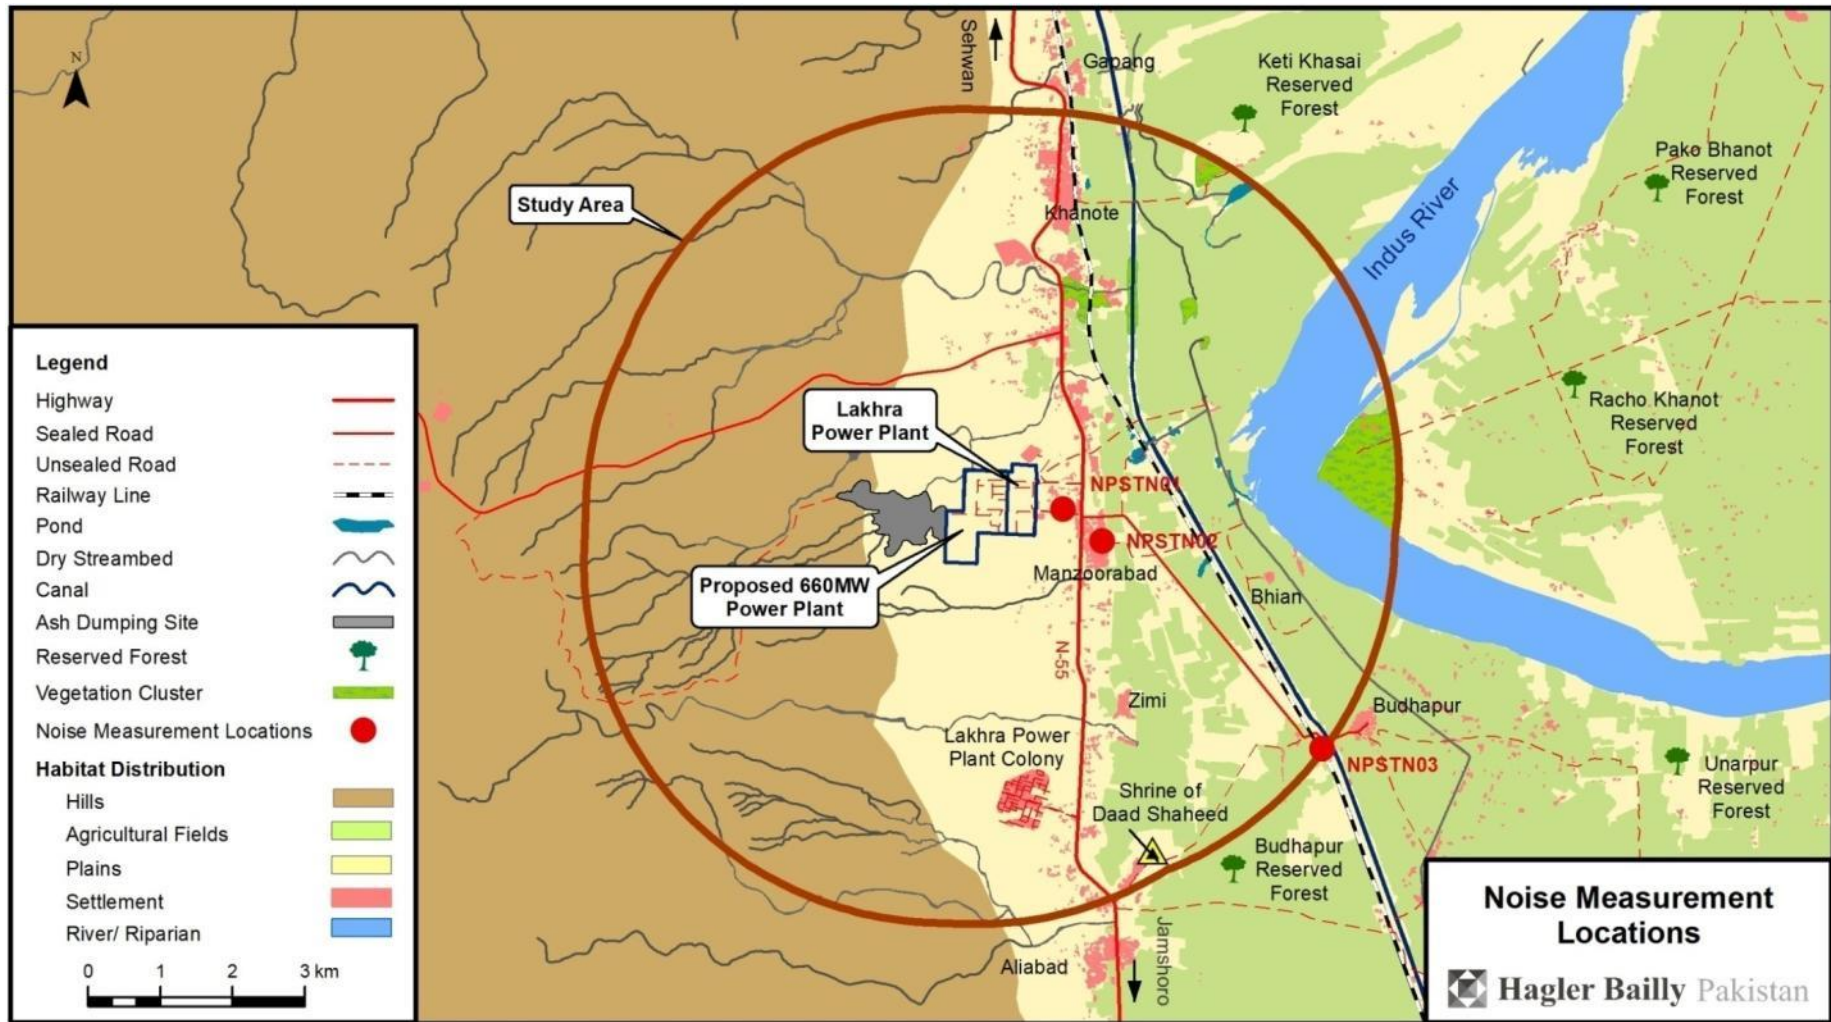 Sehwan
Gapang
Keti Khasai
Reserved
Forest
N
Pako Bhanot
Reserved
Forest
Study Area
Khanote
Indus River
Legend
Highway
Sealed Road
Unsealed Road
Railway Line
Pond
Dry Streambed
Canal
Ash Dumping Site
Reserved Forest
Vegetation Cluster
Noise Measurement Locations
Habitat Distribution
Hills
Agricultural Fields
Plains
Settlement
River/ Riparian
0 1 2 3 km
Lakhra
Power Plant
Racho Khanot
Reserved
Forest
NPSTN01
NPSTN02
Manzoorabad
Proposed 660MW
Power Plant
Bhian
N-55
Zimi
Budhapur
Lakhra Power
Plant Colony
NPSTN03
Unarpur
Reserved
Forest
Shrine of
Daad Shaheed
Budhapur
Reserved
Forest
Aliabad
Jamshoro
Noise Measurement
Locations
Hagler Bailly Pakistan